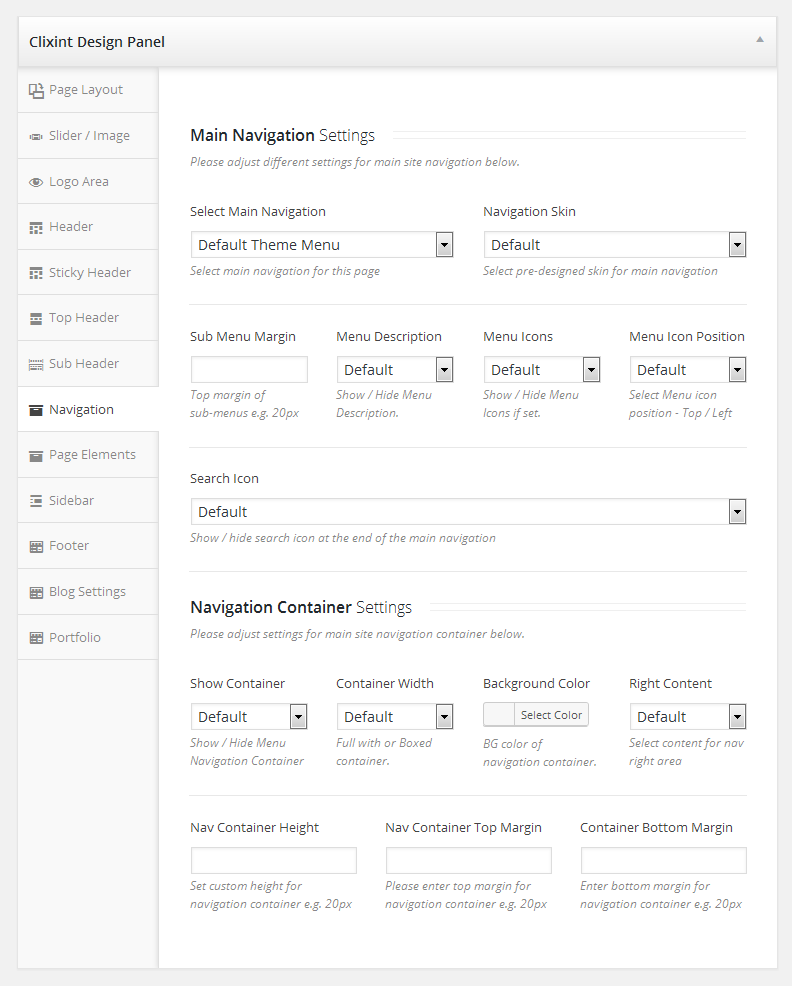 Clixint Design Panel
Page Layout
Slider / Image
Logo Area
Header
Sticky Header
Top Header
Sub Header
Navigation
Page Elements
Sidebar
Footer
Blog Settings
Portfolio
Main Navigation Settings
Please adjust different settings for main site navigation below.
Select Main Navigation
Default Theme Menu
Select main navigation for this page
Navigation Skin
Default
Select pre-designed skin for main navigation
Sub Menu Margin
Top margin of
sub-menus e.g. 20px
Menu Description
Default
Show / Hide Menu
Description.
Menu Icons
Default
Show / Hide Menu
Icons if set.
Menu Icon Position
Default
Select Menu icon
position - Top / Left
Search Icon
Default
Show / hide search icon at the end of the main navigation
Navigation Container Settings
Please adjust settings for main site navigation container below.
Show Container
Default
Show / Hide Menu
Navigation Container
Container Width
Default
Full with or Boxed
container.
Background Color
Select Color
BG color of
navigation container.
Right Content
Default
Select content for nav
right area
Nav Container Height
Set custom height for
navigation container e.g. 20px
Nav Container Top Margin
Please enter top margin for
navigation container e.g. 20px
Container Bottom Margin
Enter bottom margin for
navigation container e.g. 20px